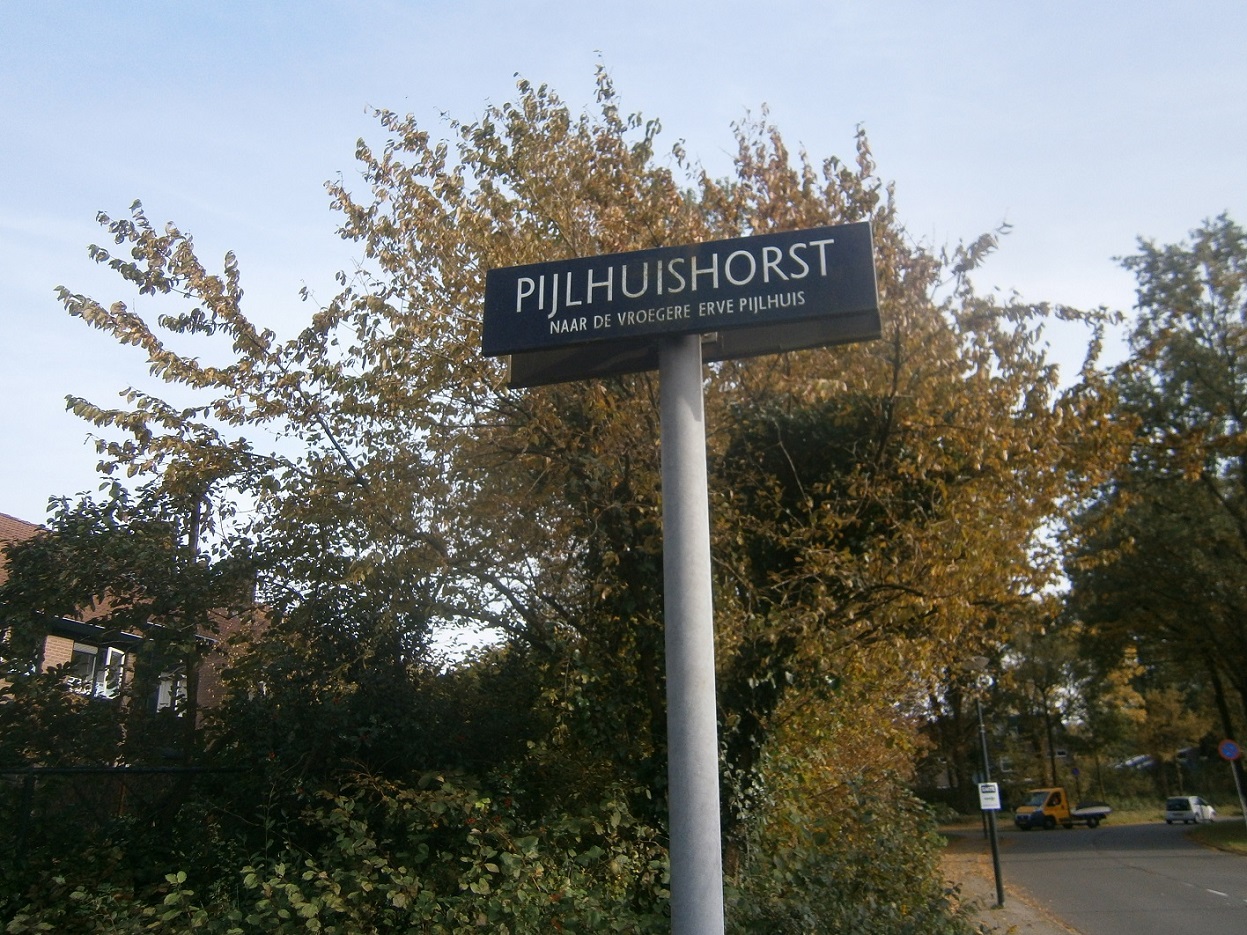 PIJLHUISHORST
NAAR DE VROEGERE ERVE PIJLHUIS